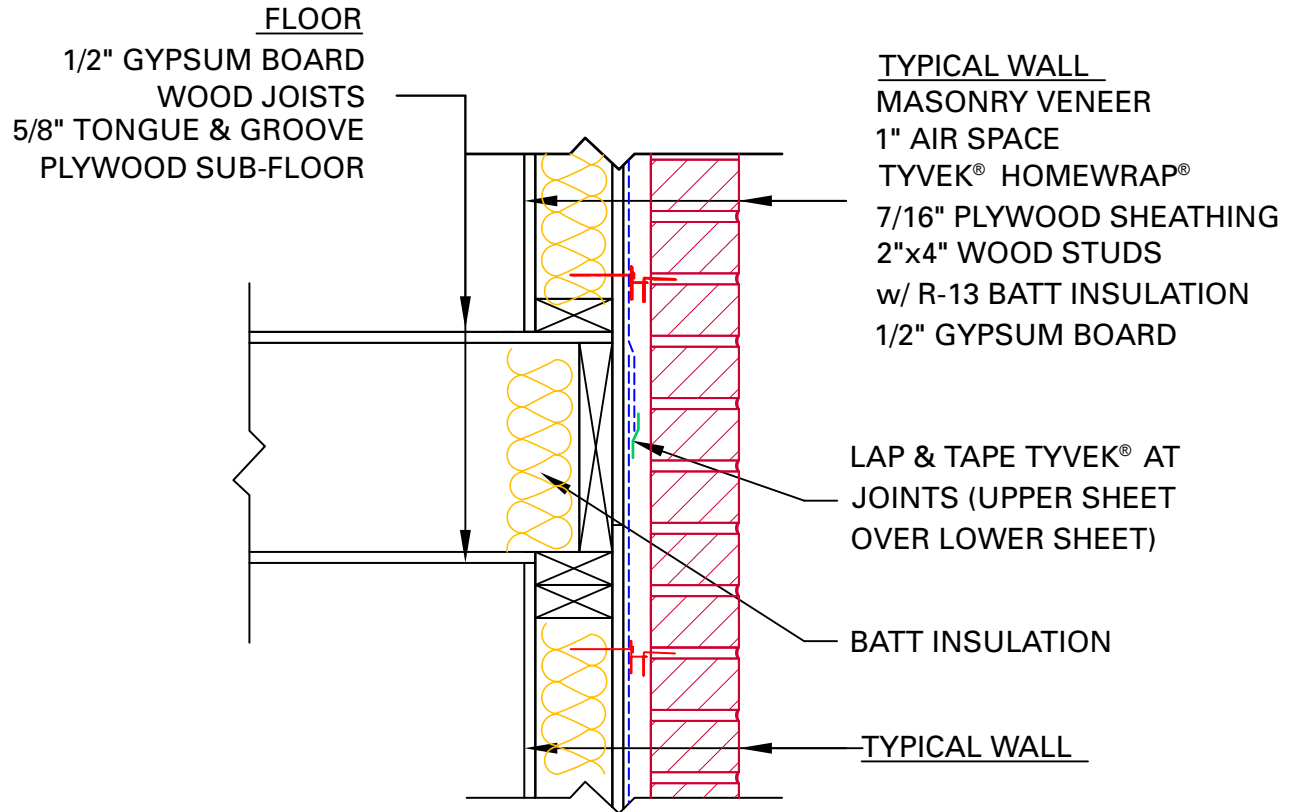 FLOOR
1/2" GYPSUM BOARD
WOOD JOISTS
5/8" TONGUE & GROOVE
PLYWOOD SUB-FLOOR
TYPICAL WALL
MASONRY VENEER
1" AIR SPACE
TYVEK® HOMEWRAP®
7/16" PLYWOOD SHEATHING
2"x4" WOOD STUDS
w/ R-13 BATT INSULATION
1/2" GYPSUM BOARD
LAP & TAPE TYVEK® AT
JOINTS (UPPER SHEET
OVER LOWER SHEET)
BATT INSULATION
TYPICAL WALL